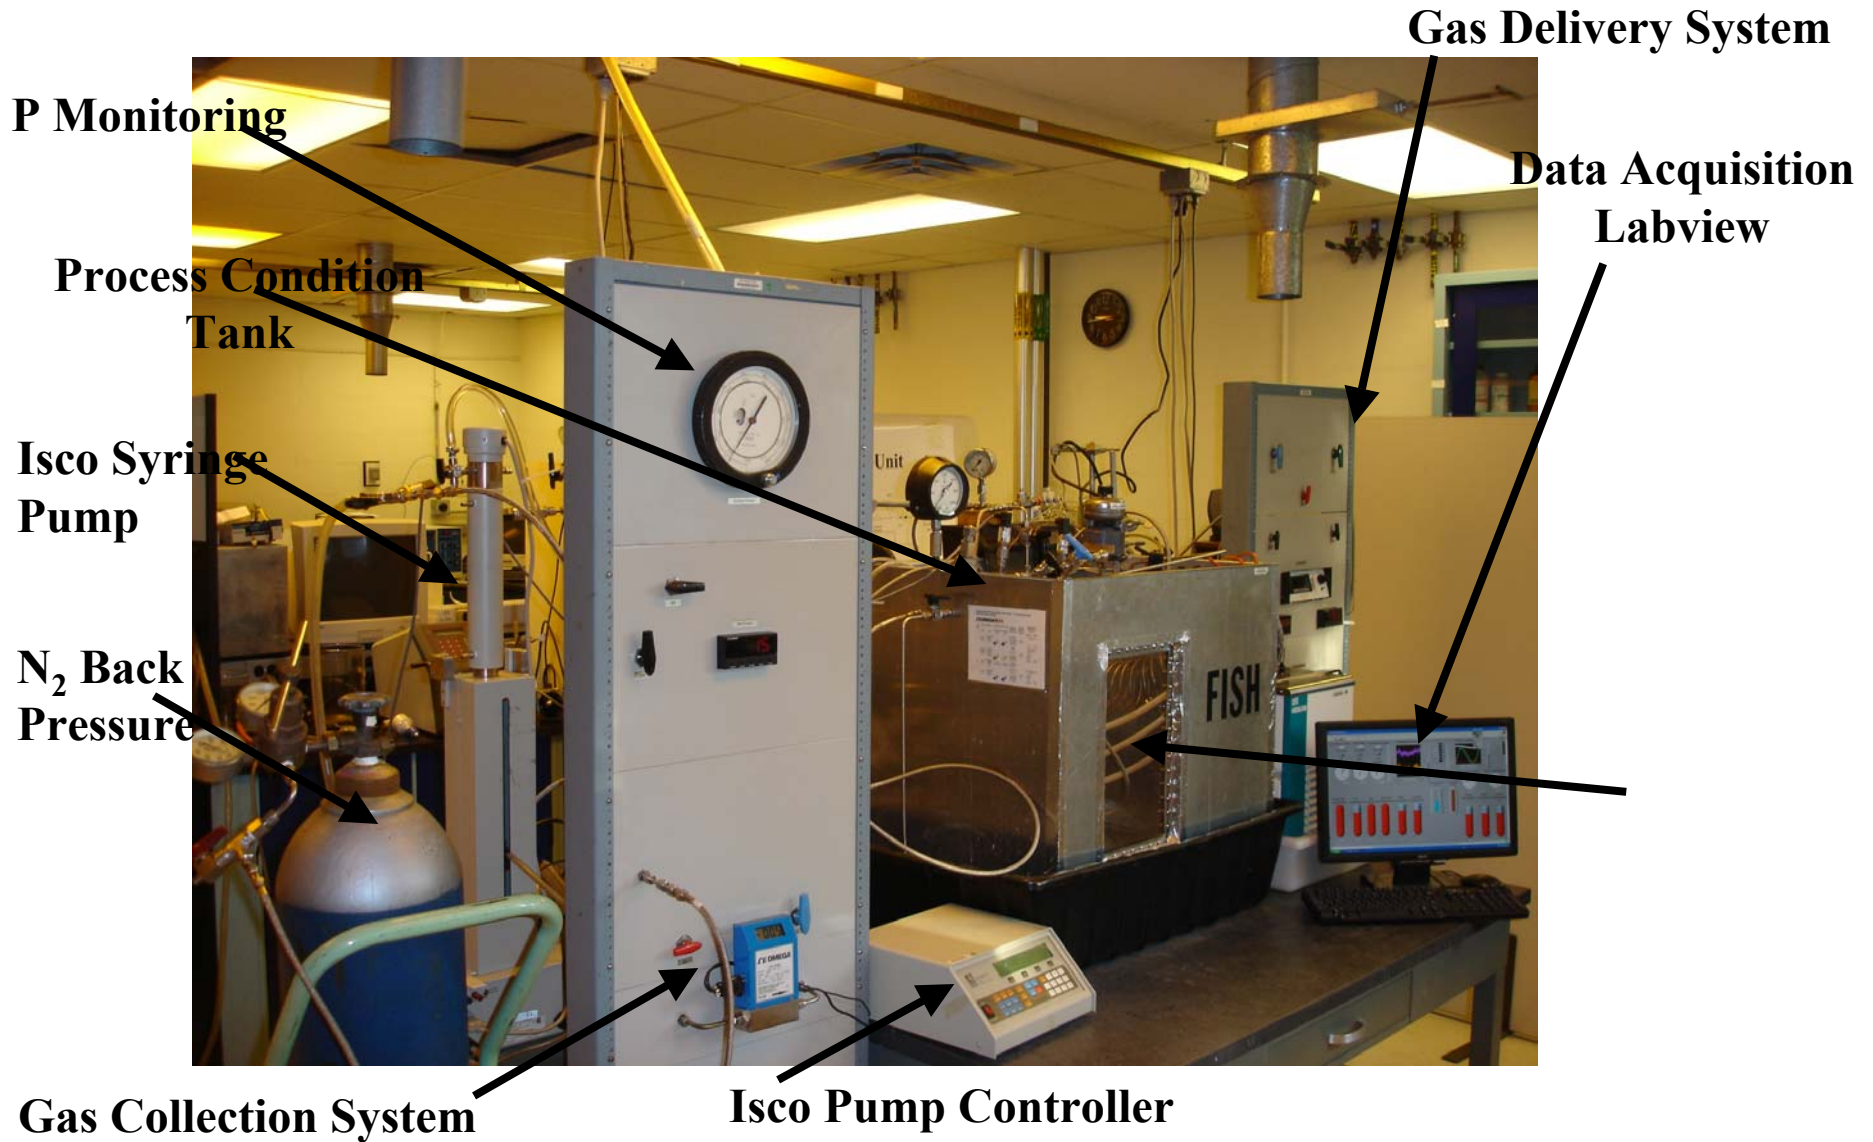 Gas Delivery System
P Monitoring
Data Acquisition
Labview
Process Condition
Tank
Isco Syringe
Pump
Unit
N₂ Back
Pressure
FISH
15
OMEGA
Gas Collection System
Isco Pump Controller